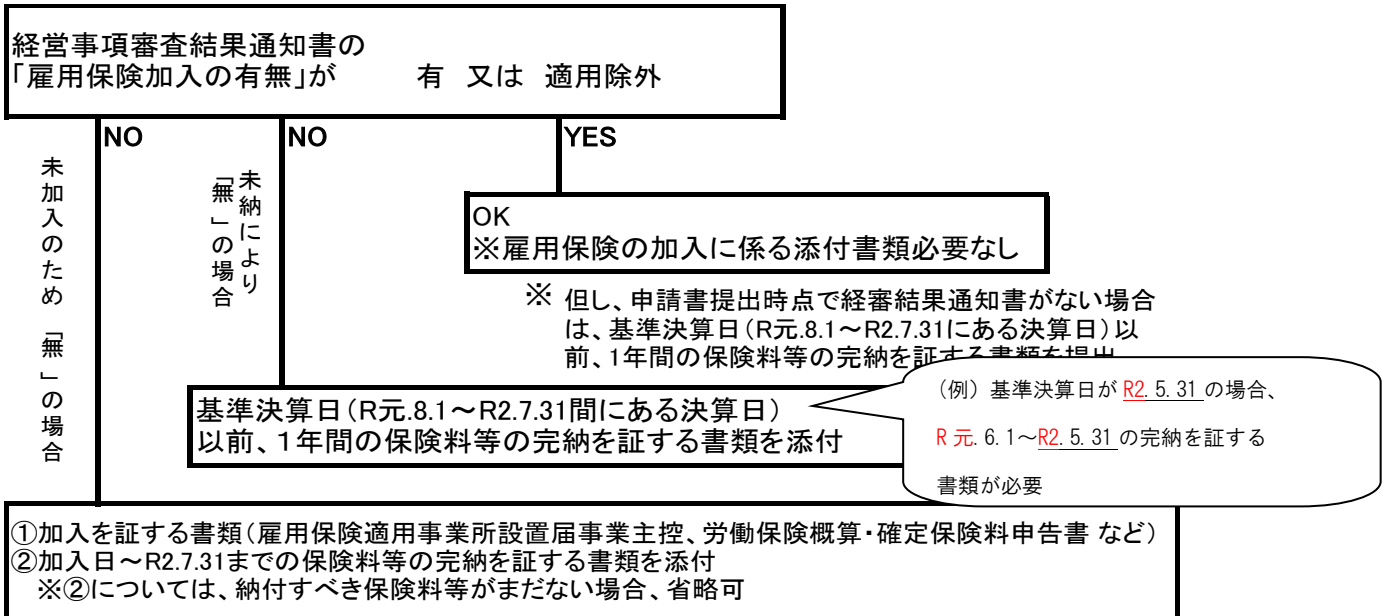 経営事項審査結果通知書の
「雇用保険加入の有無」が　　有 又は 適用除外
NO
NO
YES
未加入のため「無」の場合
未納により
「無」の場合
OK
※雇用保険の加入に係る添付書類必要なし
※ 但し、申請書提出時点で経審結果通知書がない場合
は、基準決算日（R元.8.1～R2.7.31にある決算日）以
前、1年間の保険料等の完納を証する書類を提出
基準決算日（R元.8.1～R2.7.31間にある決算日）
以前、１年間の保険料等の完納を証する書類を添付
（例）基準決算日が R2.5.31 の場合、
R 元.6.1～R2.5.31 の完納を証する
書類が必要
①加入を証する書類（雇用保険適用事業所設置届事業主控、労働保険概算・確定保険料申告書 など）
②加入日～R2.7.31までの保険料等の完納を証する書類を添付
※②については、納付すべき保険料等がまだない場合、省略可